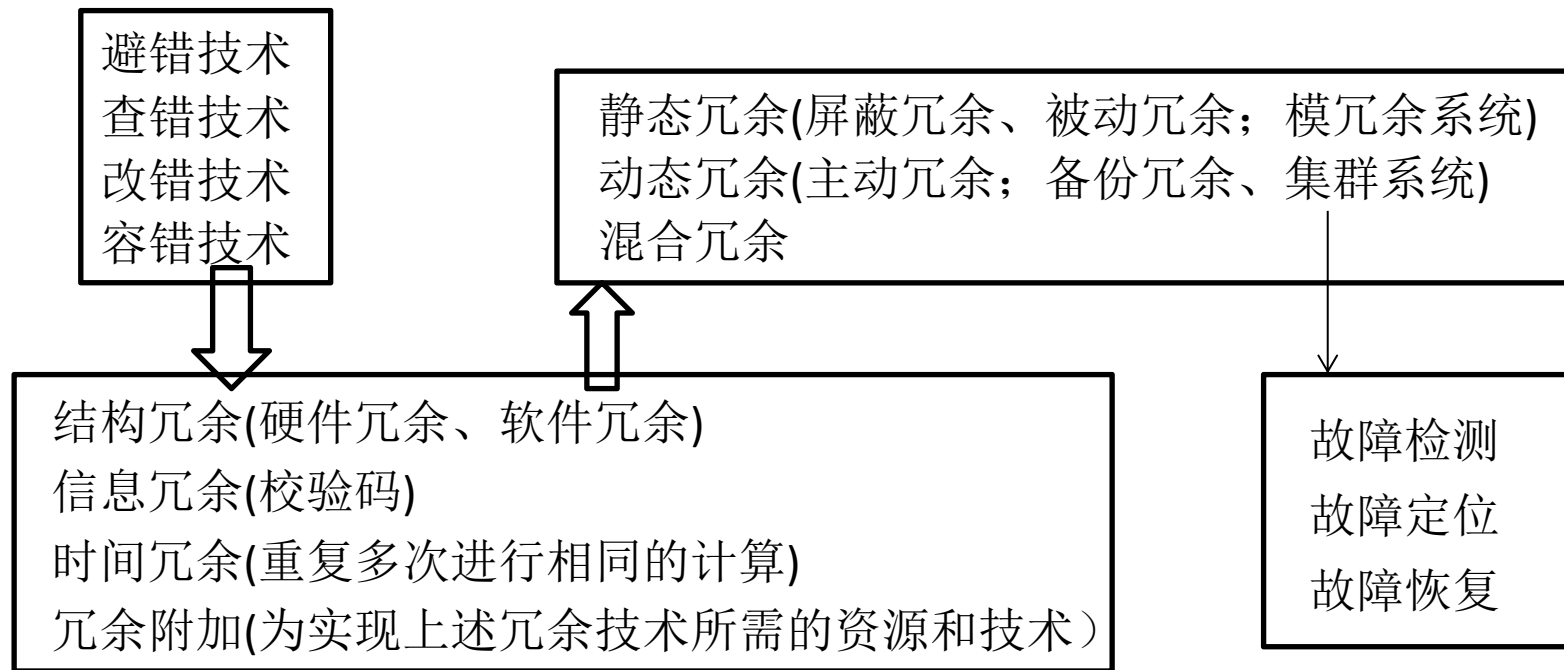 避错技术
查错技术
改错技术
容错技术
静态冗余(屏蔽冗余、被动冗余；模冗余系统)
动态冗余(主动冗余；备份冗余、集群系统)
混合冗余
结构冗余(硬件冗余、软件冗余)
信息冗余(校验码)
时间冗余(重复多次进行相同的计算)
冗余附加(为实现上述冗余技术所需的资源和技术）
故障检测
故障定位
故障恢复